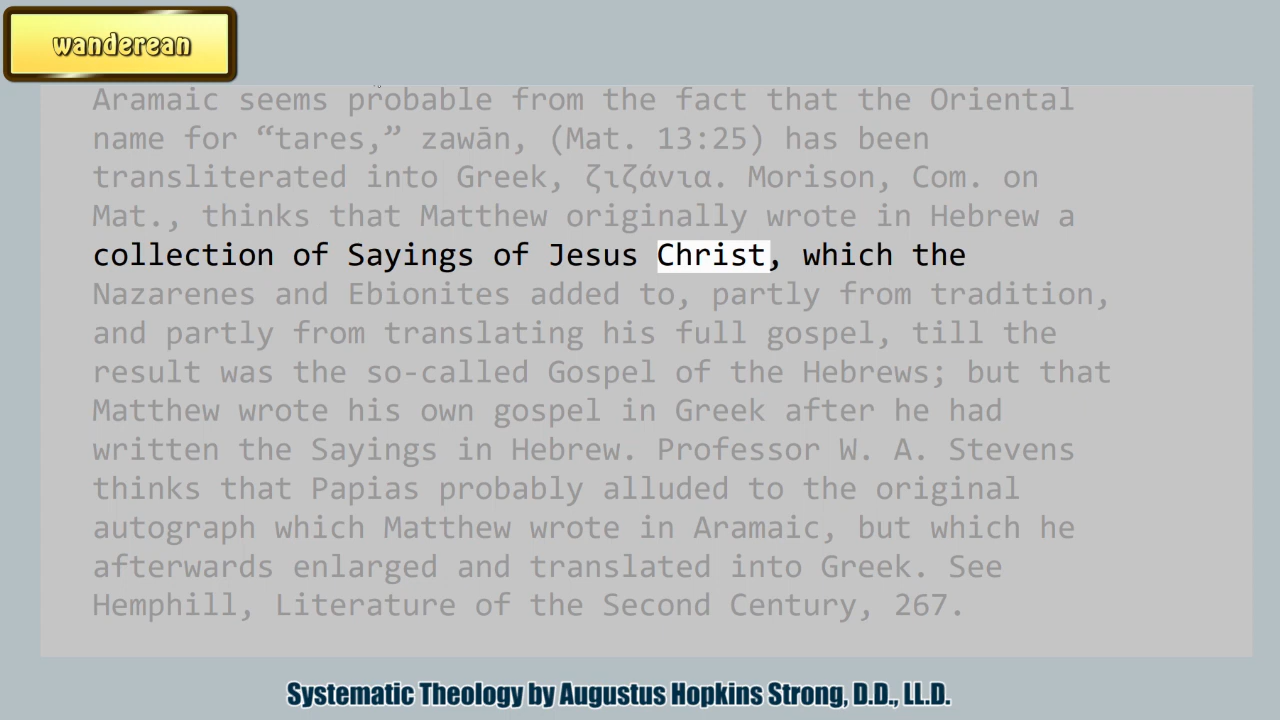 wanderean
Aramaic seems probable from the fact that the Oriental
name for “tares,” zawān, (Mat. 13:25) has been
transliterated into Greek, ζιζάνια. Morison, Com. on
Mat., thinks that Matthew originally wrote in Hebrew a
collection of Sayings of Jesus Christ, which the
Nazarenes and Ebionites added to, partly from tradition,
and partly from translating his full gospel, till the
result was the so-called Gospel of the Hebrews; but that
Matthew wrote his own gospel in Greek after he had
written the Sayings in Hebrew. Professor W. A. Stevens
thinks that Papias probably alluded to the original
autograph which Matthew wrote in Aramaic, but which he
afterwards enlarged and translated into Greek. See
Hemphill, Literature of the Second Century, 267.
Systematic Theology by Augustus Hopkins Strong, D.D., LL.D.